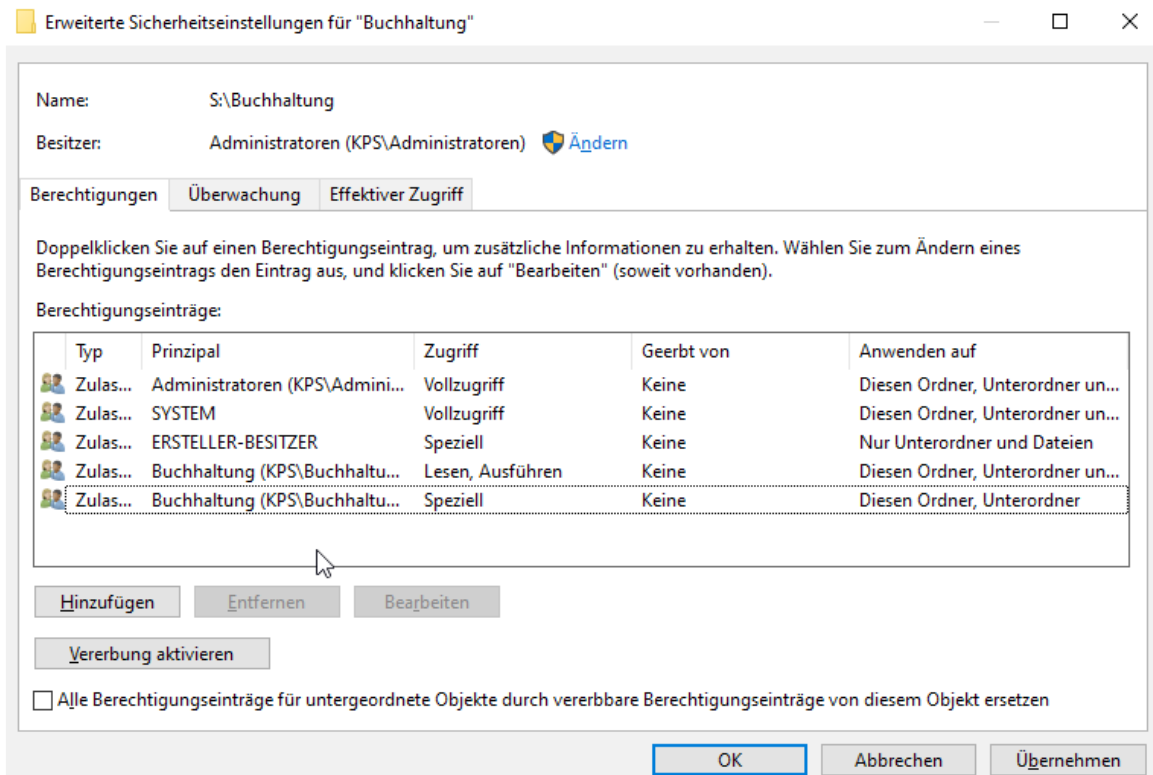 Erweiterte Sicherheitseinstellungen für "Buchhaltung"
Name: S:\Buchhaltung
Besitzer: Administratoren (KPS\Administratoren) Ändern
Berechtigungen Überwachung Effektiver Zugriff
Doppelklicken Sie auf einen Berechtigungseintrag, um zusätzliche Informationen zu erhalten. Wählen Sie zum Ändern eines
Berechtigungseintrags den Eintrag aus, und klicken Sie auf "Bearbeiten" (soweit vorhanden).
Berechtigungseinträge:
Typ Prinzipal Zugriff Geerbt von Anwenden auf
Zulas... Administratoren (KPS\Admini... Vollzugriff Keine Diesen Ordner, Unterordner un...
Zulas... SYSTEM Vollzugriff Keine Diesen Ordner, Unterordner un...
Zulas... ERSTELLER-BESITZER Speziell Keine Nur Unterordner und Dateien
Zulas... Buchhaltung (KPS\Buchhaltu... Lesen, Ausführen Keine Diesen Ordner, Unterordner un...
Zulas... Buchhaltung (KPS\Buchhaltu... Speziell Keine Diesen Ordner, Unterordner
Hinzufügen Entfernen Bearbeiten
Vererbung aktivieren
Alle Berechtigungseinträge für untergeordnete Objekte durch vererbbare Berechtigungseinträge von diesem Objekt ersetzen
OK Abbrechen Übernehmen